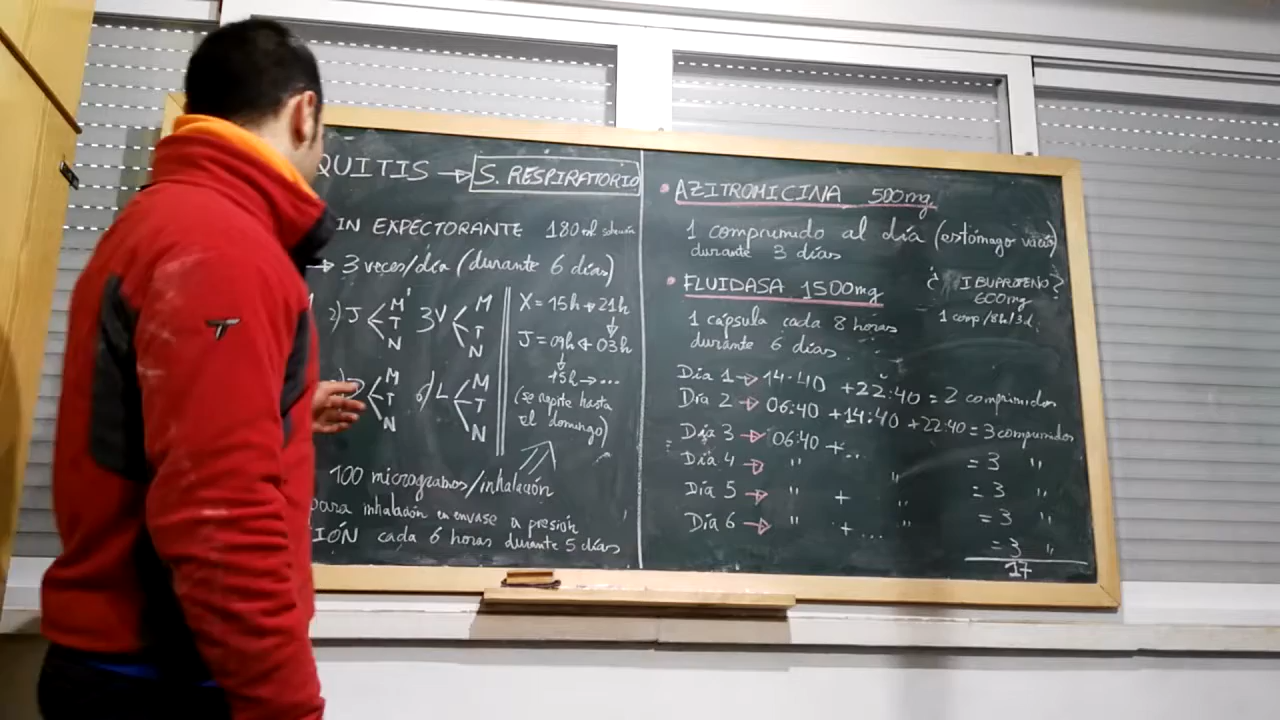 QUITIS → S. RESPIRATORIO
IN EXPECTORANTE 180 ml solución
→ 3 veces/día (durante 6 días)
2) J < M T N 3 V < M T N
D < M T N 6) L < M T N
X = 15h → 21h
J = 09h ← 03h
15h → ...
(se repite hasta
el domingo)
100 microgramos/inhalación
para inhalación en envase a presión
IÓN cada 6 horas durante 5 días
• AZITROMICINA 500mg
1 comprimido al día (estómago vacío)
durante 3 días
• FLUIDASA 1500mg
¿ IBUPROFENO ?
600mg
1 comp/8h/3d.
1 cápsula cada 8 horas
durante 6 días.
Día 1 → 14:40 + 22:40 = 2 comprimidos
Día 2 → 06:40 + 14:40 + 22:40 = 3 comprimidos
Día 3 → 06:40 + ...
Día 4 → " " = 3 "
Día 5 → " + " = 3 "
Día 6 → " + ... " = 3 "
= 3 "
17